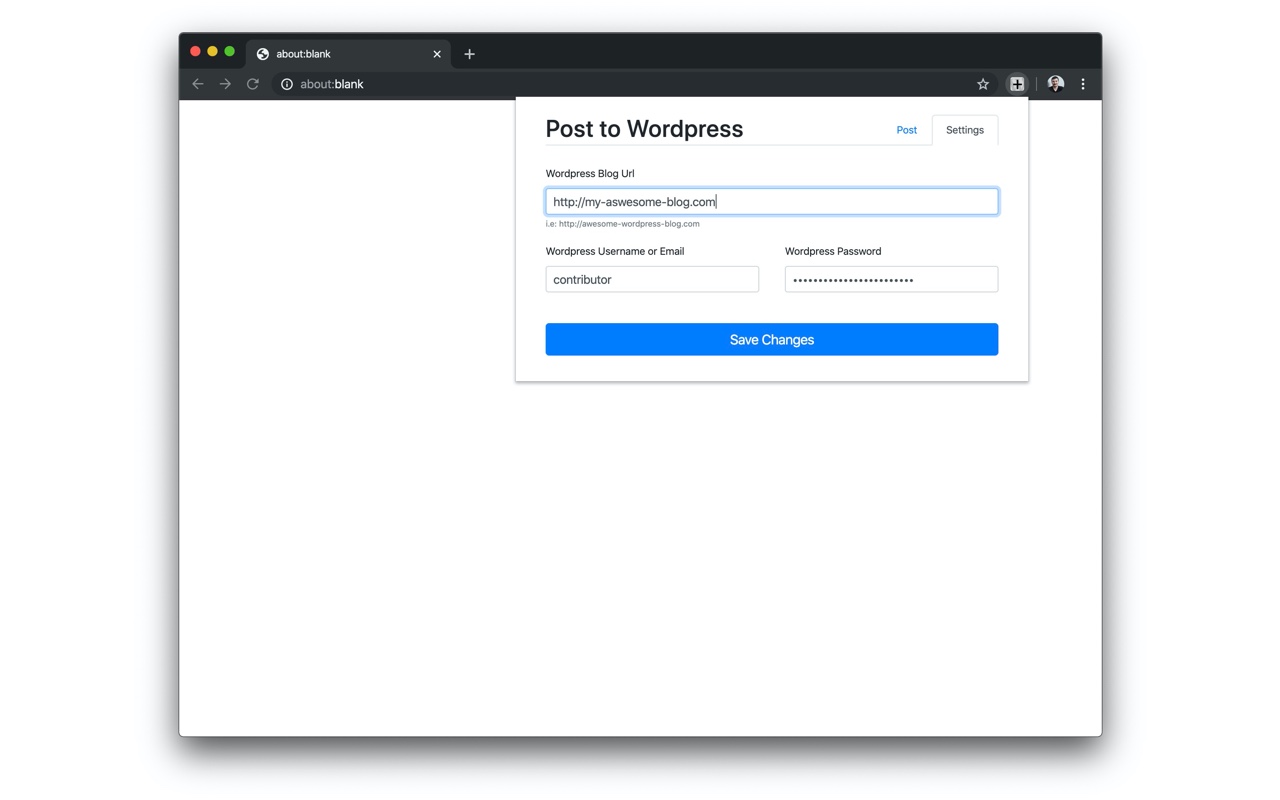 about:blank
about:blank
Post to Wordpress
Post
Settings
Wordpress Blog Url
http://my-aswesome-blog.com
i.e: http://awesome-wordpress-blog.com
Wordpress Username or Email
Wordpress Password
contributor
••••••••••••••••••••••••
Save Changes